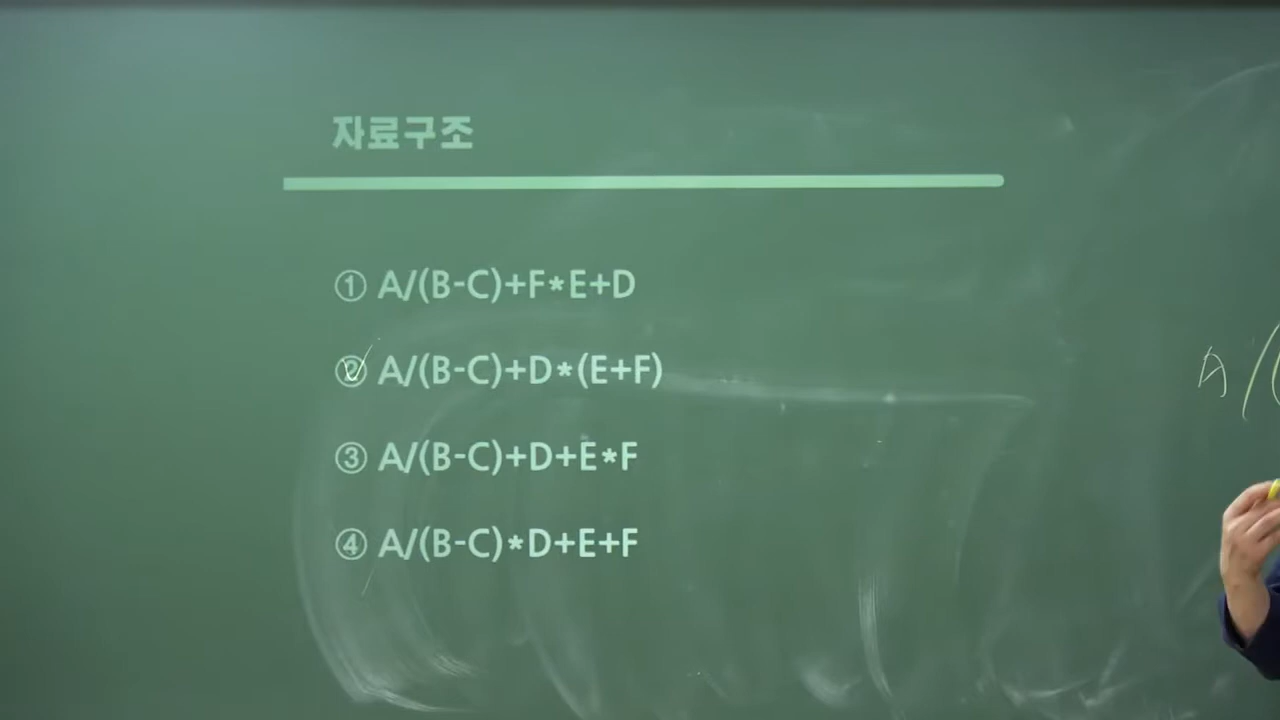 자료구조
① A/(B-C)+F*E+D
② A/(B-C)+D*(E+F)
③ A/(B-C)+D+E*F
④ A/(B-C)*D+E+F
A/(